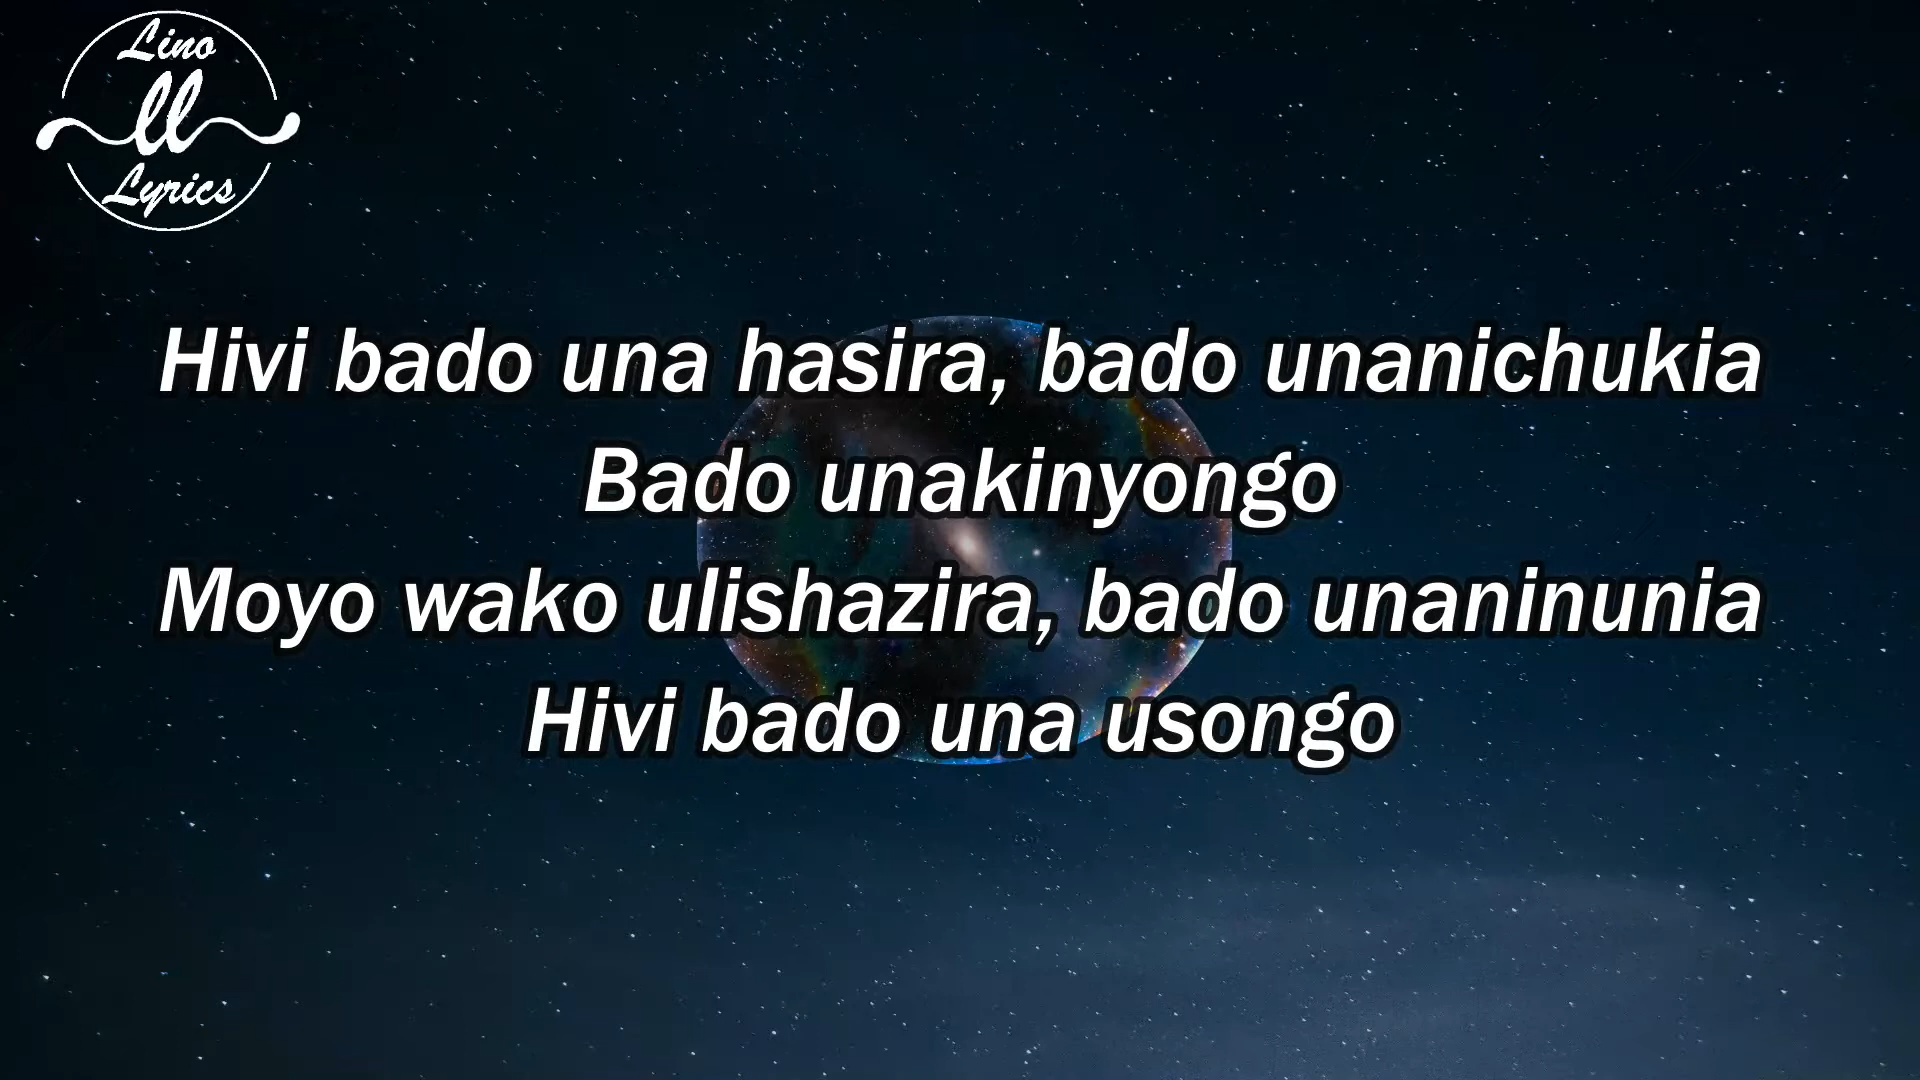 Lino
ll
Lyrics
Hivi bado una hasira, bado unanichukia
Bado unakinyongo
Moyo wako ulishazira, bado unaninunia
Hivi bado una usongo